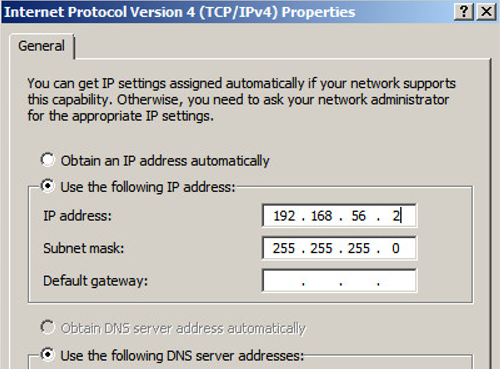 Internet Protocol Version 4 (TCP/IPv4) Properties
General
You can get IP settings assigned automatically if your network supports
this capability. Otherwise, you need to ask your network administrator
for the appropriate IP settings.
Obtain an IP address automatically
Use the following IP address:
IP address: 192 . 168 . 56 . 2
Subnet mask: 255 . 255 . 255 . 0
Default gateway: . . .
Obtain DNS server address automatically
Use the following DNS server addresses: